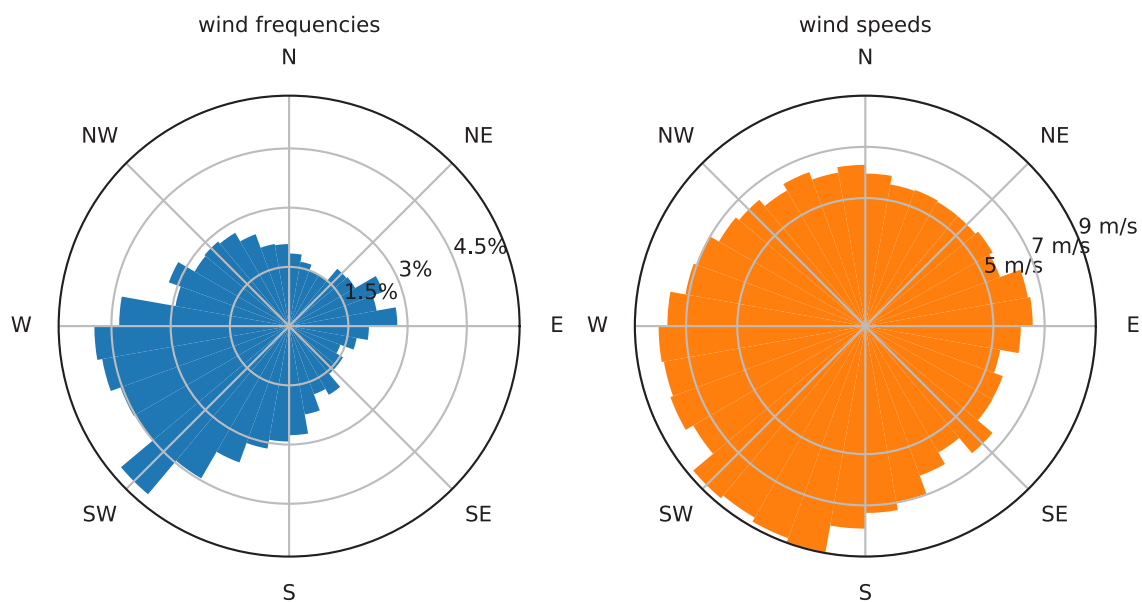 wind frequencies
N
NW
NE
4.5%
3%
1.5%
W
E
SW
SE
S
wind speeds
N
NW
NE
9 m/s
7 m/s
5 m/s
W
E
SW
SE
S